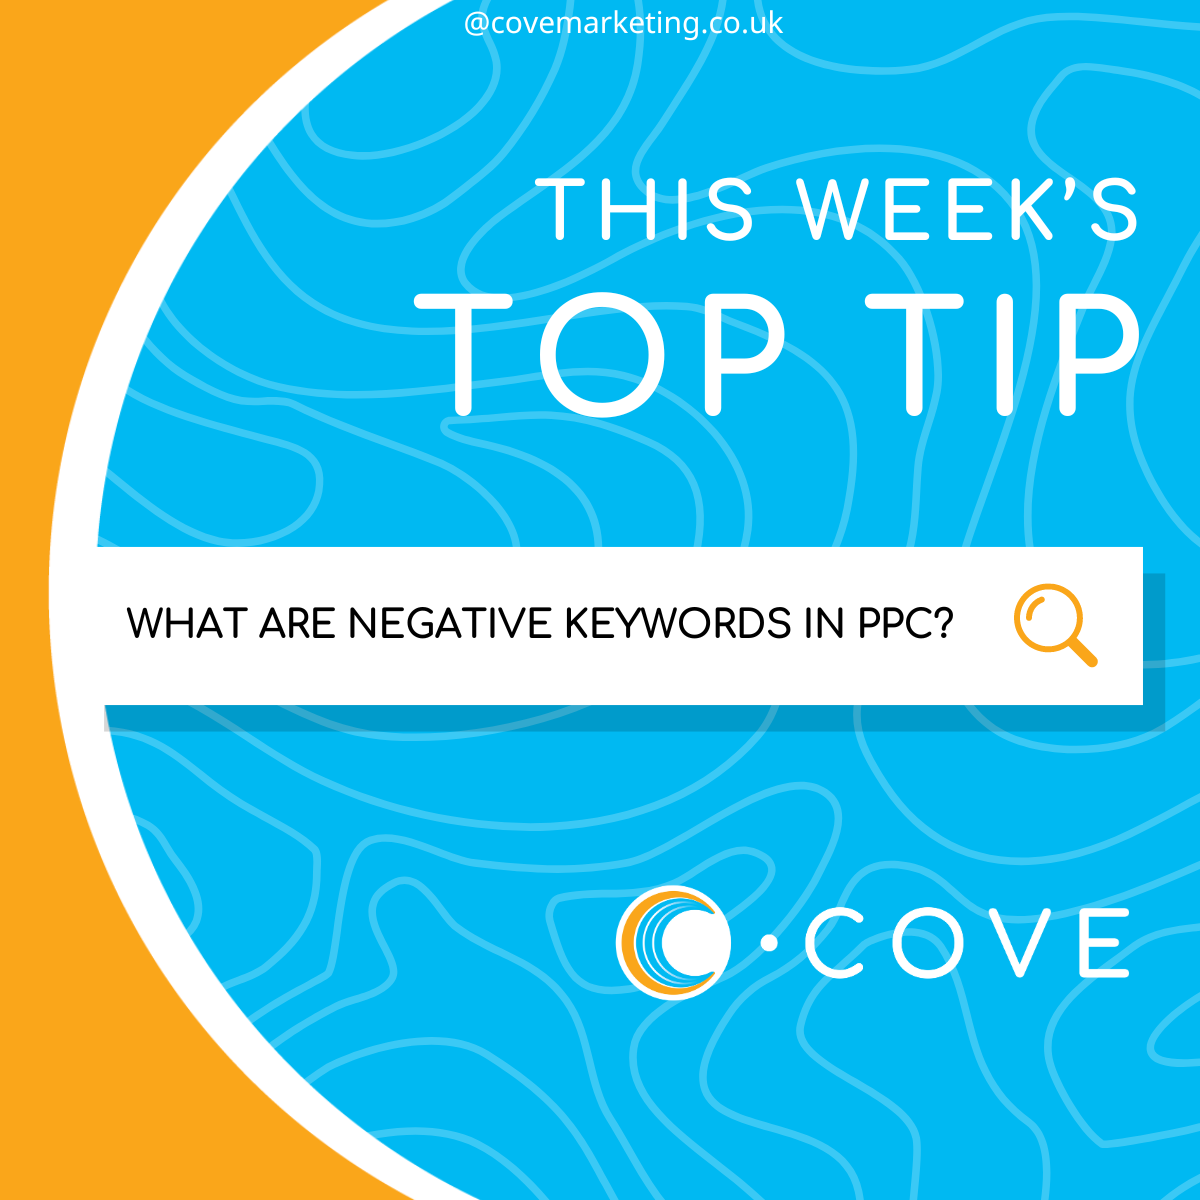 @covemarketing.co.uk
THIS WEEK'S
TOP TIP
WHAT ARE NEGATIVE KEYWORDS IN PPC?
COVE